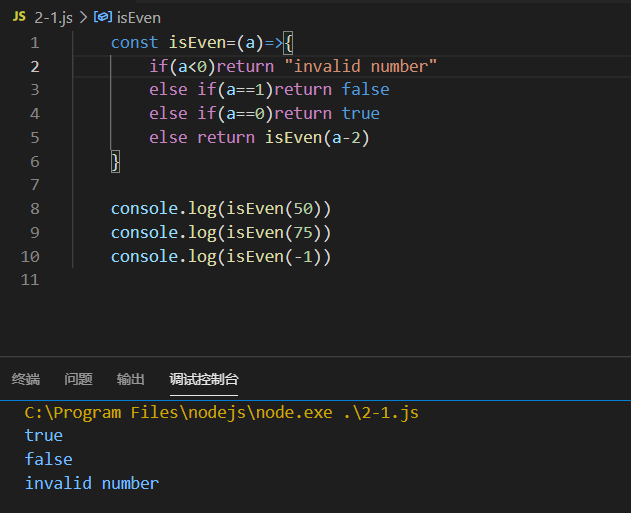 JS 2-1.js > isEven
1 const isEven=(a)=>{
2 if(a<0)return "invalid number"
3 else if(a==1)return false
4 else if(a==0)return true
5 else return isEven(a-2)
6 }
7
8 console.log(isEven(50))
9 console.log(isEven(75))
10 console.log(isEven(-1))
11
终端 问题 输出 调试控制台
C:\Program Files\nodejs\node.exe .\2-1.js
true
false
invalid number